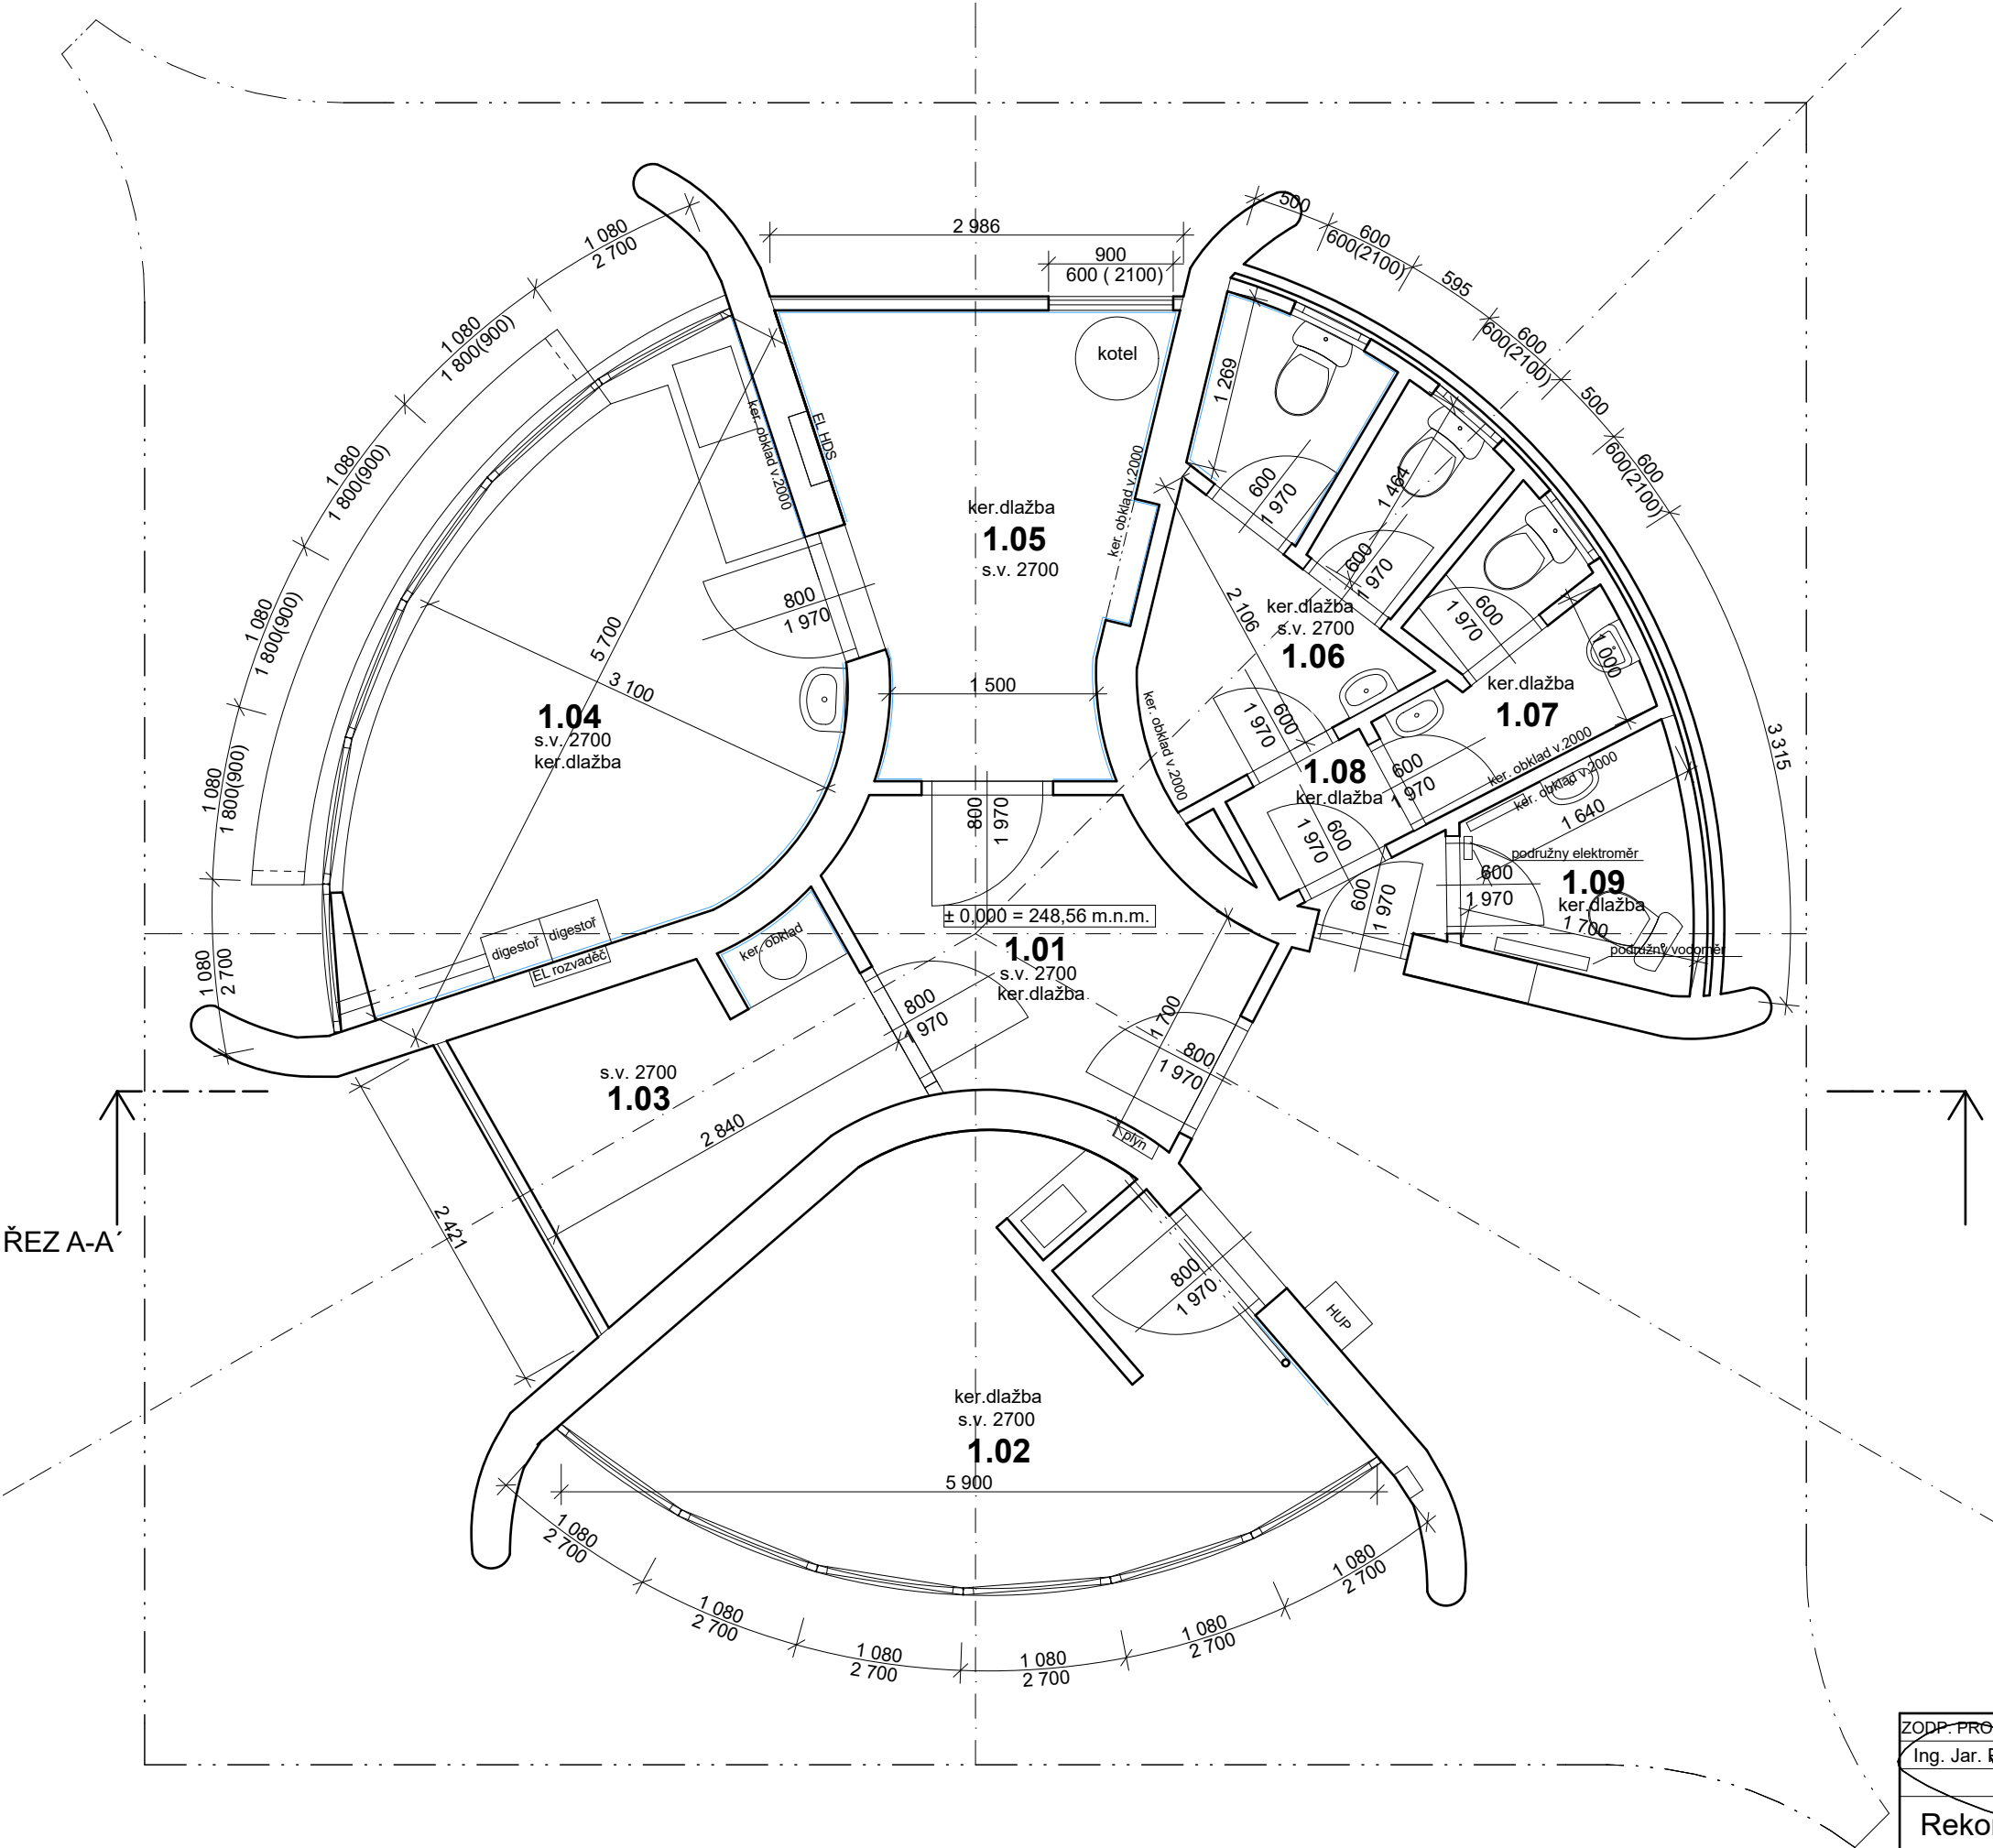 500
2 986
1 080
2 700
600
600(2100)
900
600 ( 2100)
595
1 080
1 800(900)
600
600(2100)
kotel
1 269
500
ker. obklad v.2000
EL HDS
1 080
1 800(900)
600
600(2100)
ker. obklad v.2000
600
1 970
1 464
ker.dlažba
1.05
s.v. 2700
600
1 970
800
1 970
1 080
1 800(900)
5 700
2 106
ker.dlažba
s.v. 2700
1.06
600
1 970
1 000
3 100
1 500
ker.dlažba
1.07
1.04
s.v. 2700
ker.dlažba
ker. obklad v.2000
600
1 970
3 315
1 080
1 800(900)
1.08
ker.dlažba
600
1 970
ker. obklad v.2000
ker. obklad v.2000
1 640
800
1 970
600
1 970
podružny elektroměr
600
1 970
1.09
ker.dlažba
1 700
podružný vodoměr
600
1 970
± 0,000 = 248,56 m.n.m.
1.01
s.v. 2700
ker.dlažba
digestoř
digestoř
EL rozvaděč
ker. obklad
1 080
2 700
800
1 970
1 700
800
1 970
s.v. 2700
1.03
2 840
plyn
2 421
ŘEZ A-A´
800
1 970
HUP
ker.dlažba
s.v. 2700
1.02
5 900
1 080
2 700
1 080
2 700
1 080
2 700
1 080
2 700
1 080
2 700
1 080
2 700
ZODP. PRO
Ing. Jar.
Rekon